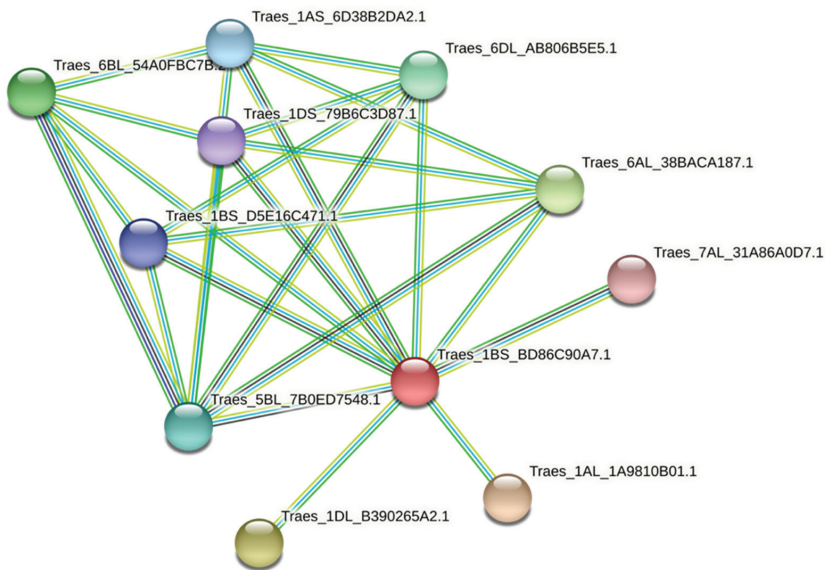 Traes_1AS_6D38B2DA2.1
Traes_6DL_AB806B5E5.1
Traes_6BL_54A0FBC7B.
Traes_1DS_79B6C3D87.1
Traes_6AL_38BACA187.1
Traes_1BS_D5E16C471.1
Traes_7AL_31A86A0D7.1
Traes_1BS_BD86C90A7.1
Traes_5BL_7B0ED7548.1
Traes_1AL_1A9810B01.1
Traes_1DL_B390265A2.1